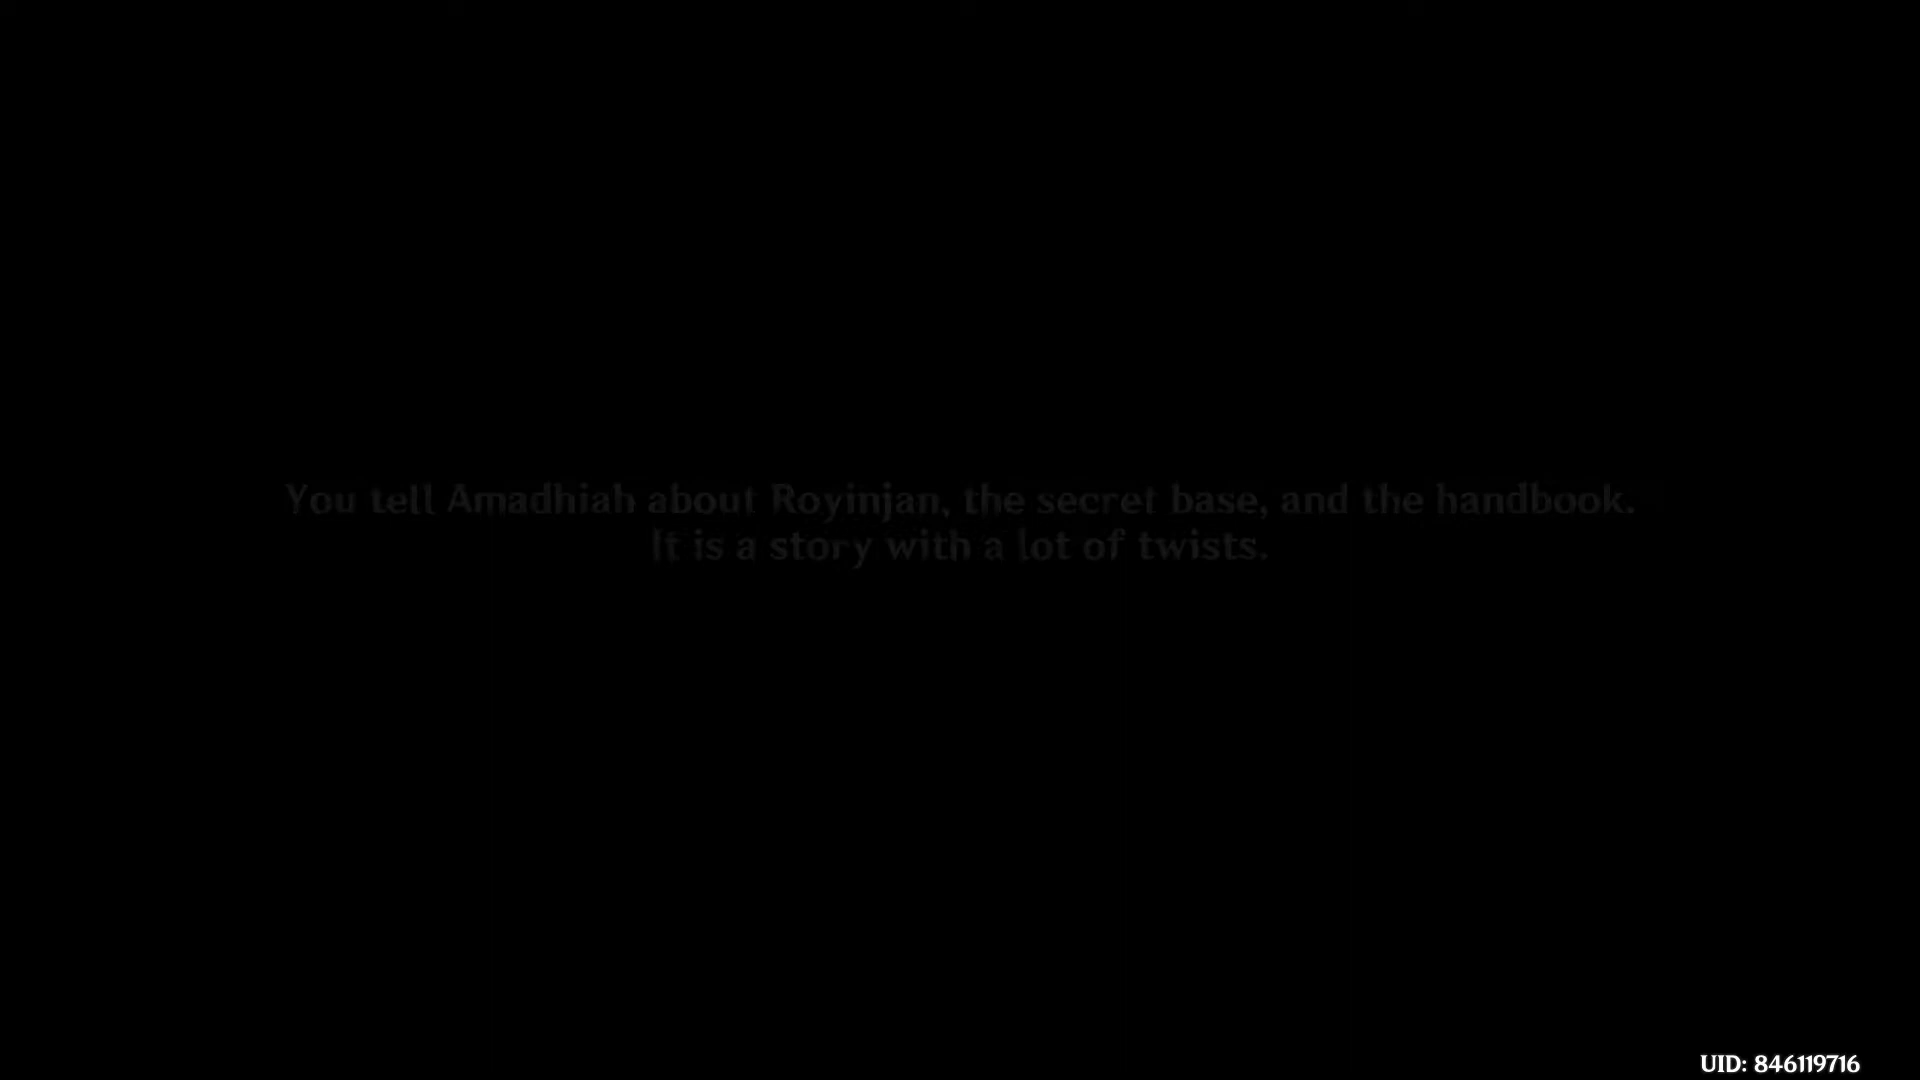 You tell Amadhiah about Royinjan, the secret base, and the handbook.
It is a story with a lot of twists.
UID: 846119716